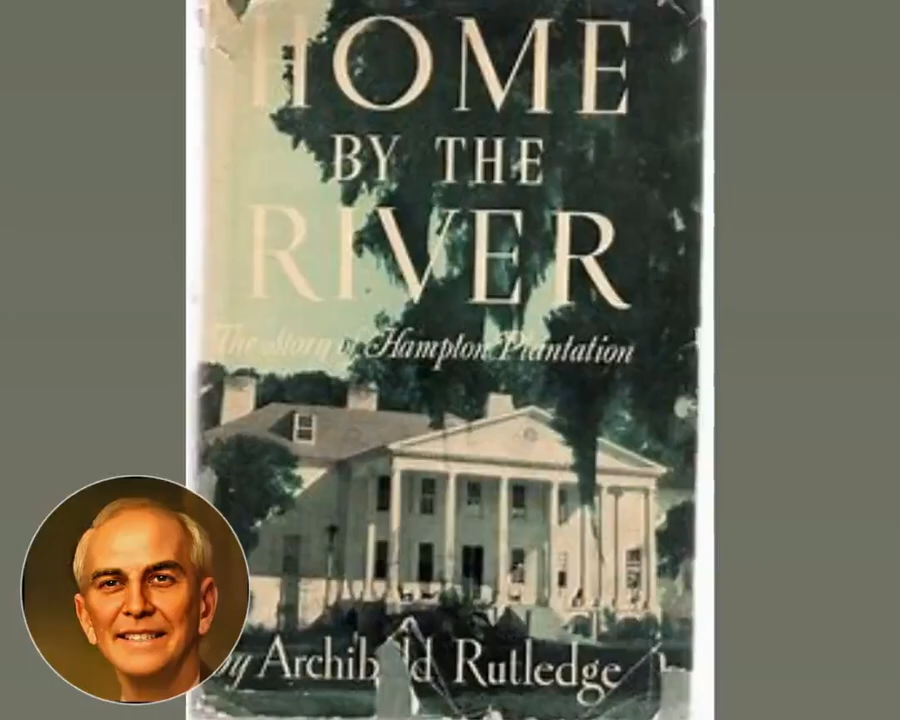 HOME
BY THE
RIVER
The Story of Hampton Plantation
by Archibald Rutledge